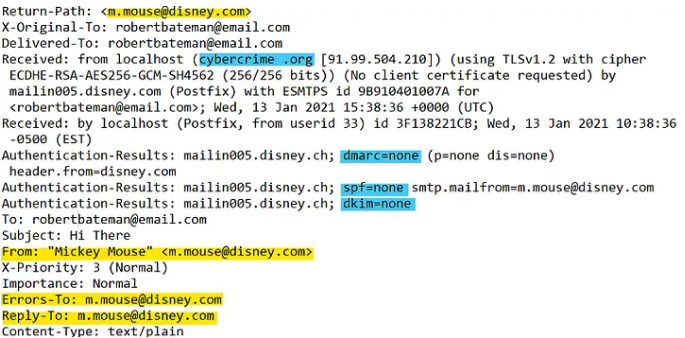 Return-Path: <m.mouse@disney.com>
X-Original-To: robertbateman@email.com
Delivered-To: robertbateman@email.com
Received: from localhost (cybercrime .org [91.99.504.210]) (using TLSv1.2 with cipher
ECDHE-RSA-AES256-GCM-SH4562 (256/256 bits)) (No client certificate requested) by
mailin005.disney.com (Postfix) with ESMTPS id 9B910401007A for
<robertbateman@email.com>; Wed, 13 Jan 2021 15:38:36 +0000 (UTC)
Received: by localhost (Postfix, from userid 33) id 3F138221CB; Wed, 13 Jan 2021 10:38:36
-0500 (EST)
Authentication-Results: mailin005.disney.ch; dmarc=none (p=none dis=none)
header.from=disney.com
Authentication-Results: mailin005.disney.ch; spf=none smtp.mailfrom=m.mouse@disney.com
Authentication-Results: mailin005.disney.ch; dkim=none
To: robertbateman@email.com
Subject: Hi There
From: "Mickey Mouse" <m.mouse@disney.com>
X-Priority: 3 (Normal)
Importance: Normal
Errors-To: m.mouse@disney.com
Reply-To: m.mouse@disney.com
Content-Type: text/plain